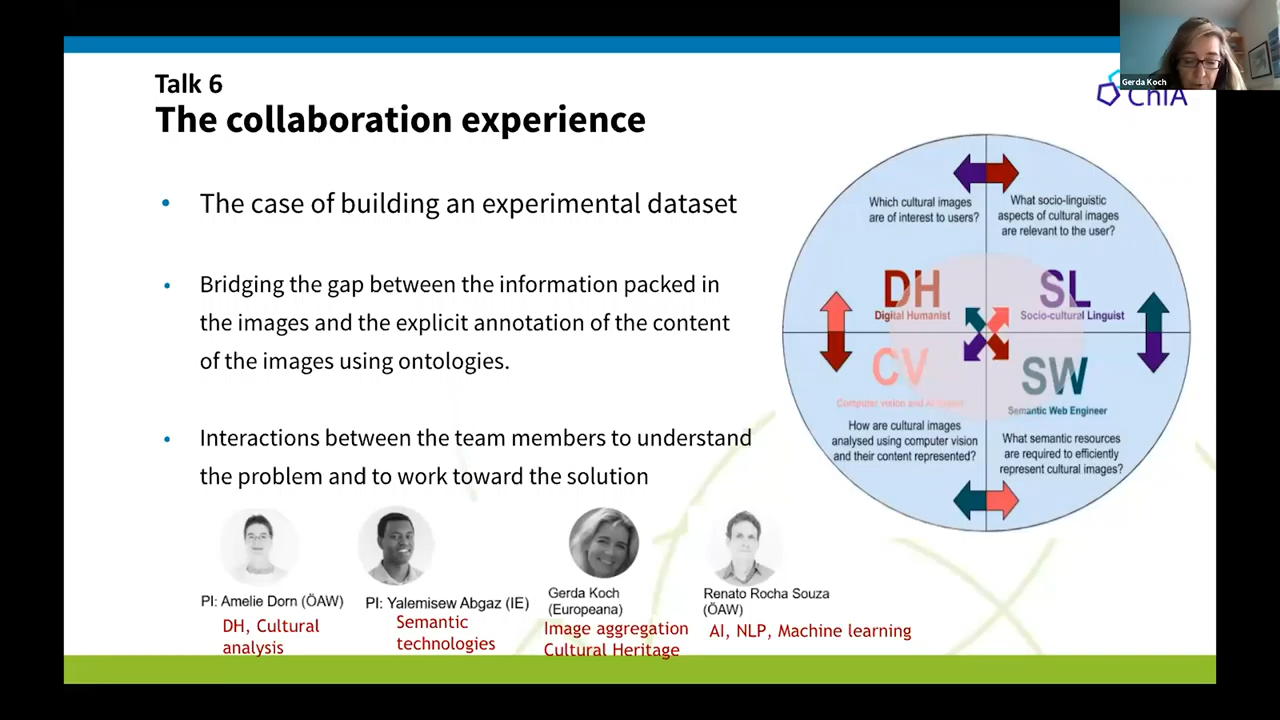 Talk 6
The collaboration experience
Gerda Koch
ChIA
• The case of building an experimental dataset
• Bridging the gap between the information packed in
the images and the explicit annotation of the content
of the images using ontologies.
• Interactions between the team members to understand
the problem and to work toward the solution
Which cultural images
are of interest to users?
What socio-linguistic
aspects of cultural images
are relevant to the user?
DH
Digital Humanist
SL
Socio-cultural Linguist
CV
Computer vision and AI Expert
SW
Semantic Web Engineer
How are cultural images
analysed using computer vision
and their content represented?
What semantic resources
are required to efficiently
represent cultural images?
PI: Amelie Dorn (ÖAW)
DH, Cultural
analysis
PI: Yalemisew Abgaz (IE)
Semantic
technologies
Gerda Koch
(Europeana)
Image aggregation
Cultural Heritage
Renato Rocha Souza
(ÖAW)
AI, NLP, Machine learning